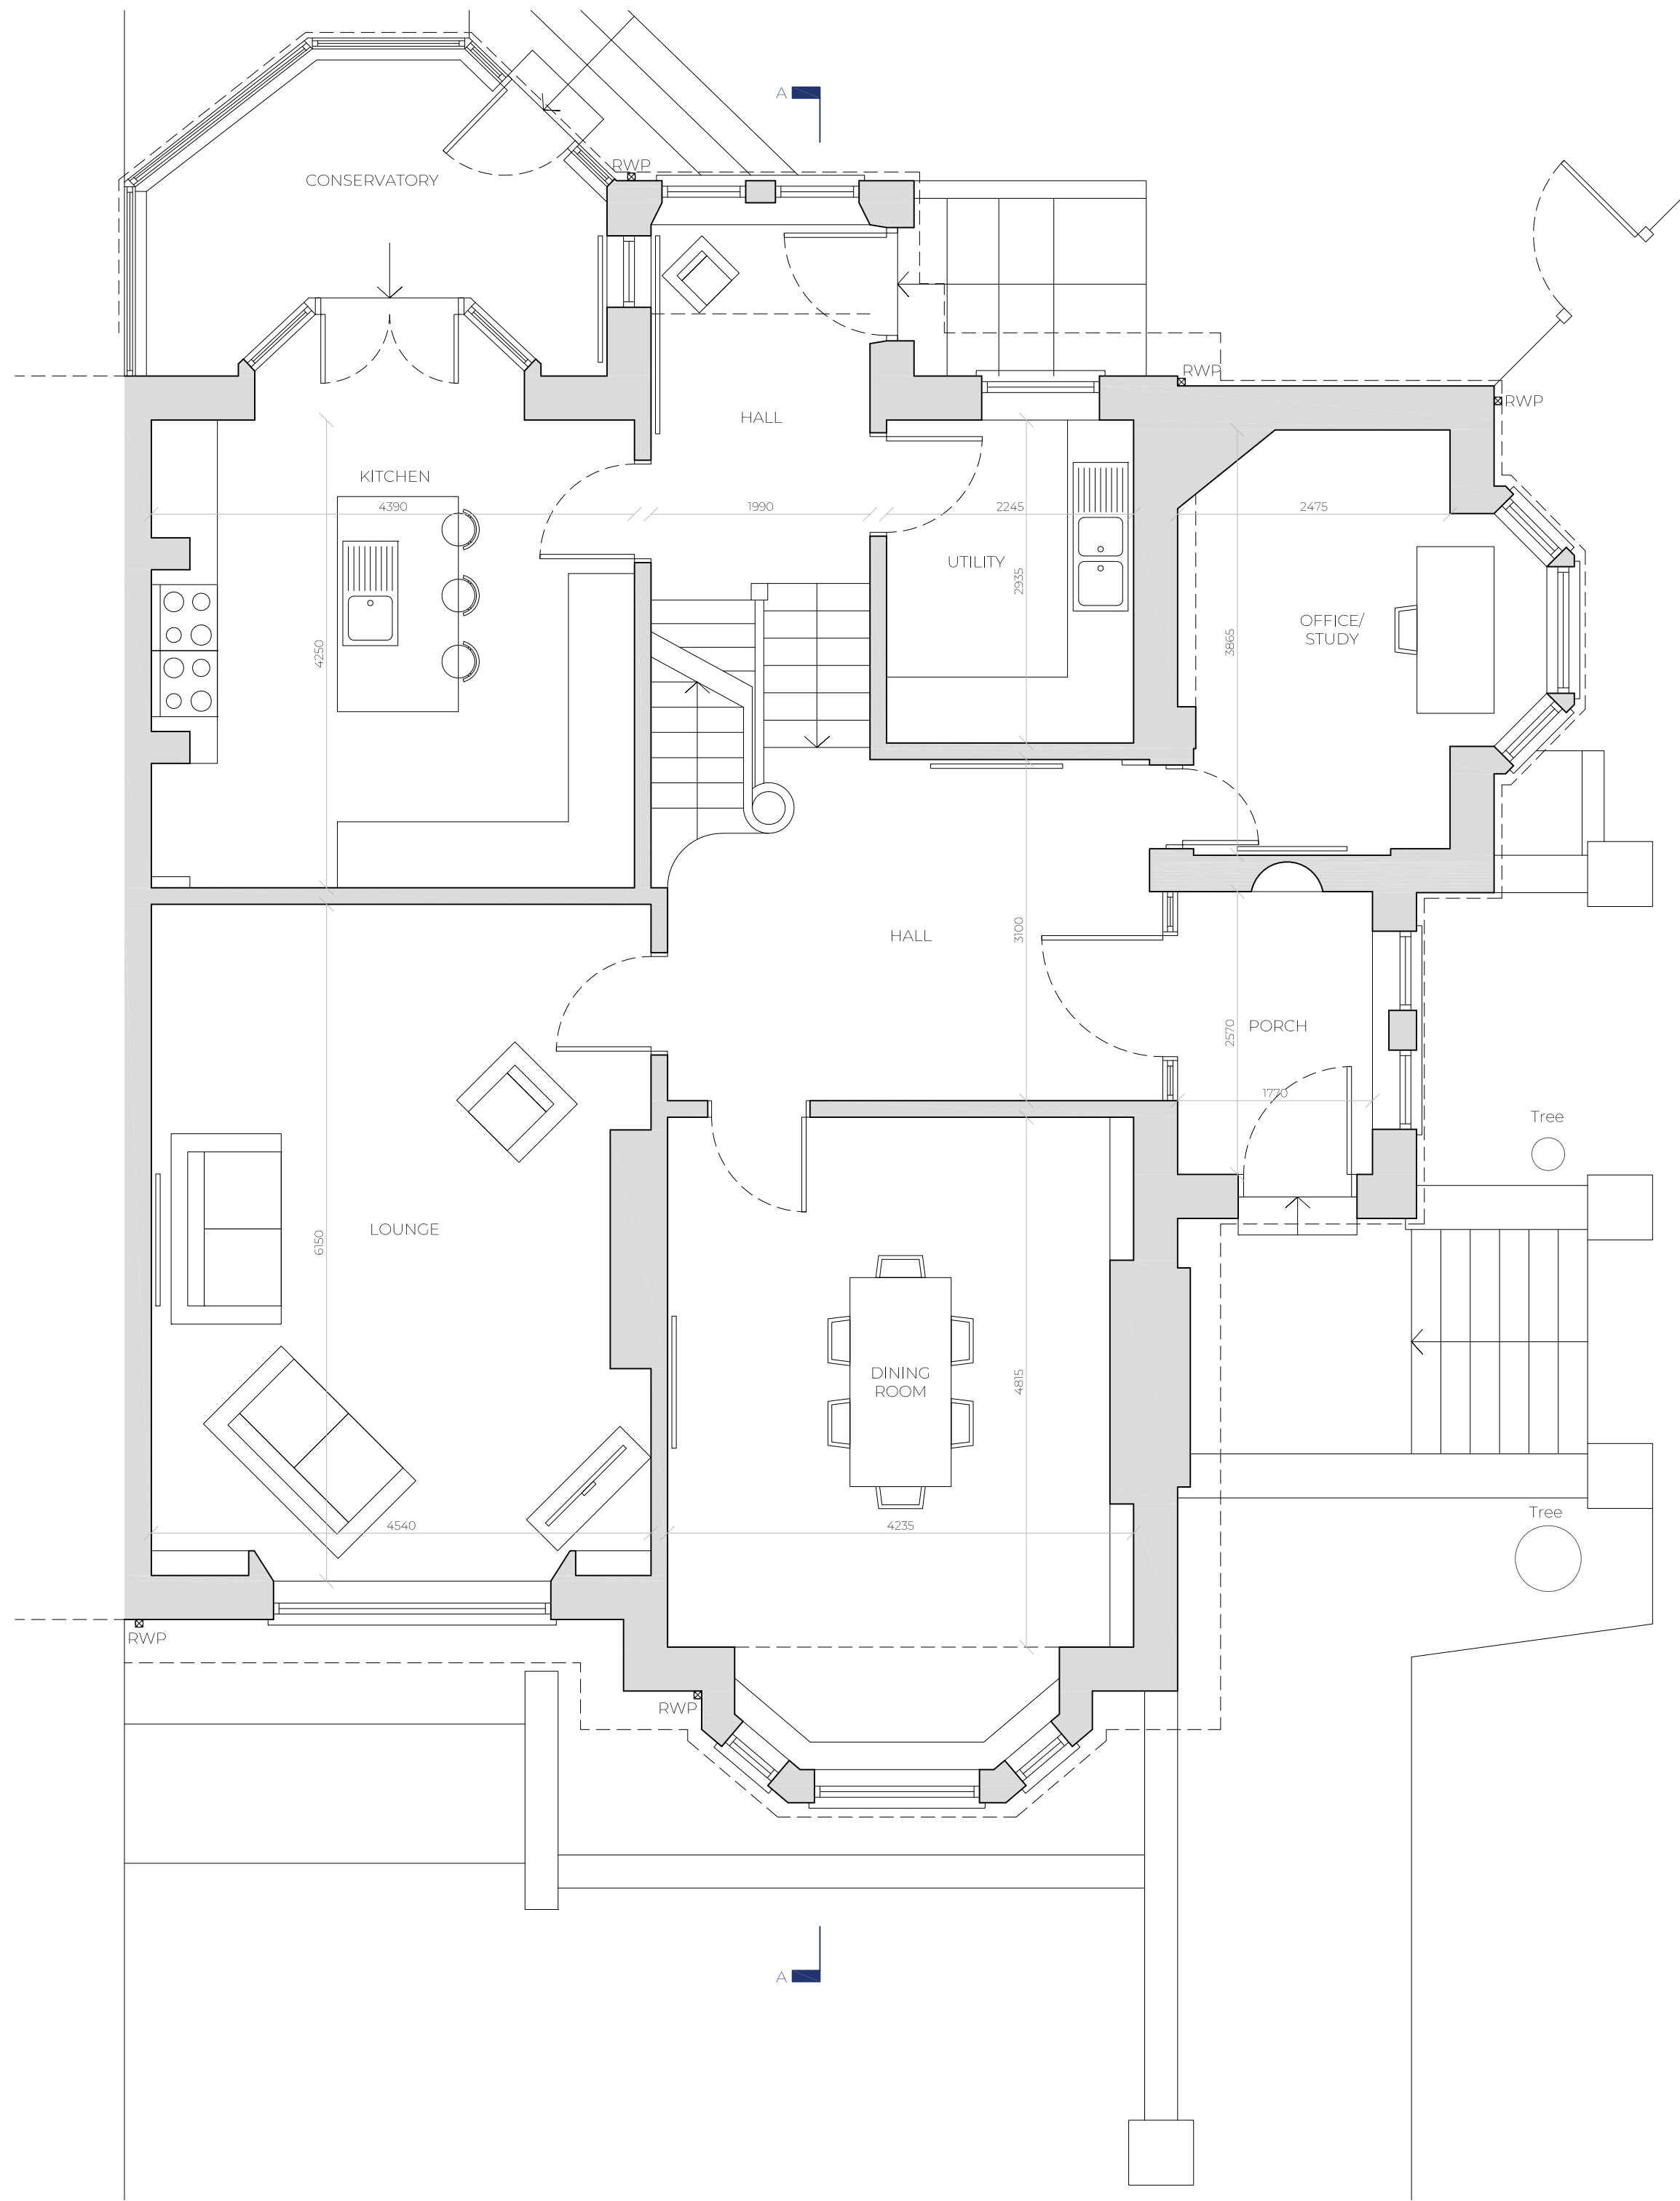 A
RWP
CONSERVATORY
RWP
RWP
HALL
KITCHEN
4390
1990
2245
2475
UTILITY
2935
OFFICE/
STUDY
3865
4250
HALL
3100
PORCH
2570
1770
Tree
LOUNGE
6150
DINING
ROOM
4815
4540
4235
Tree
RWP
RWP
A